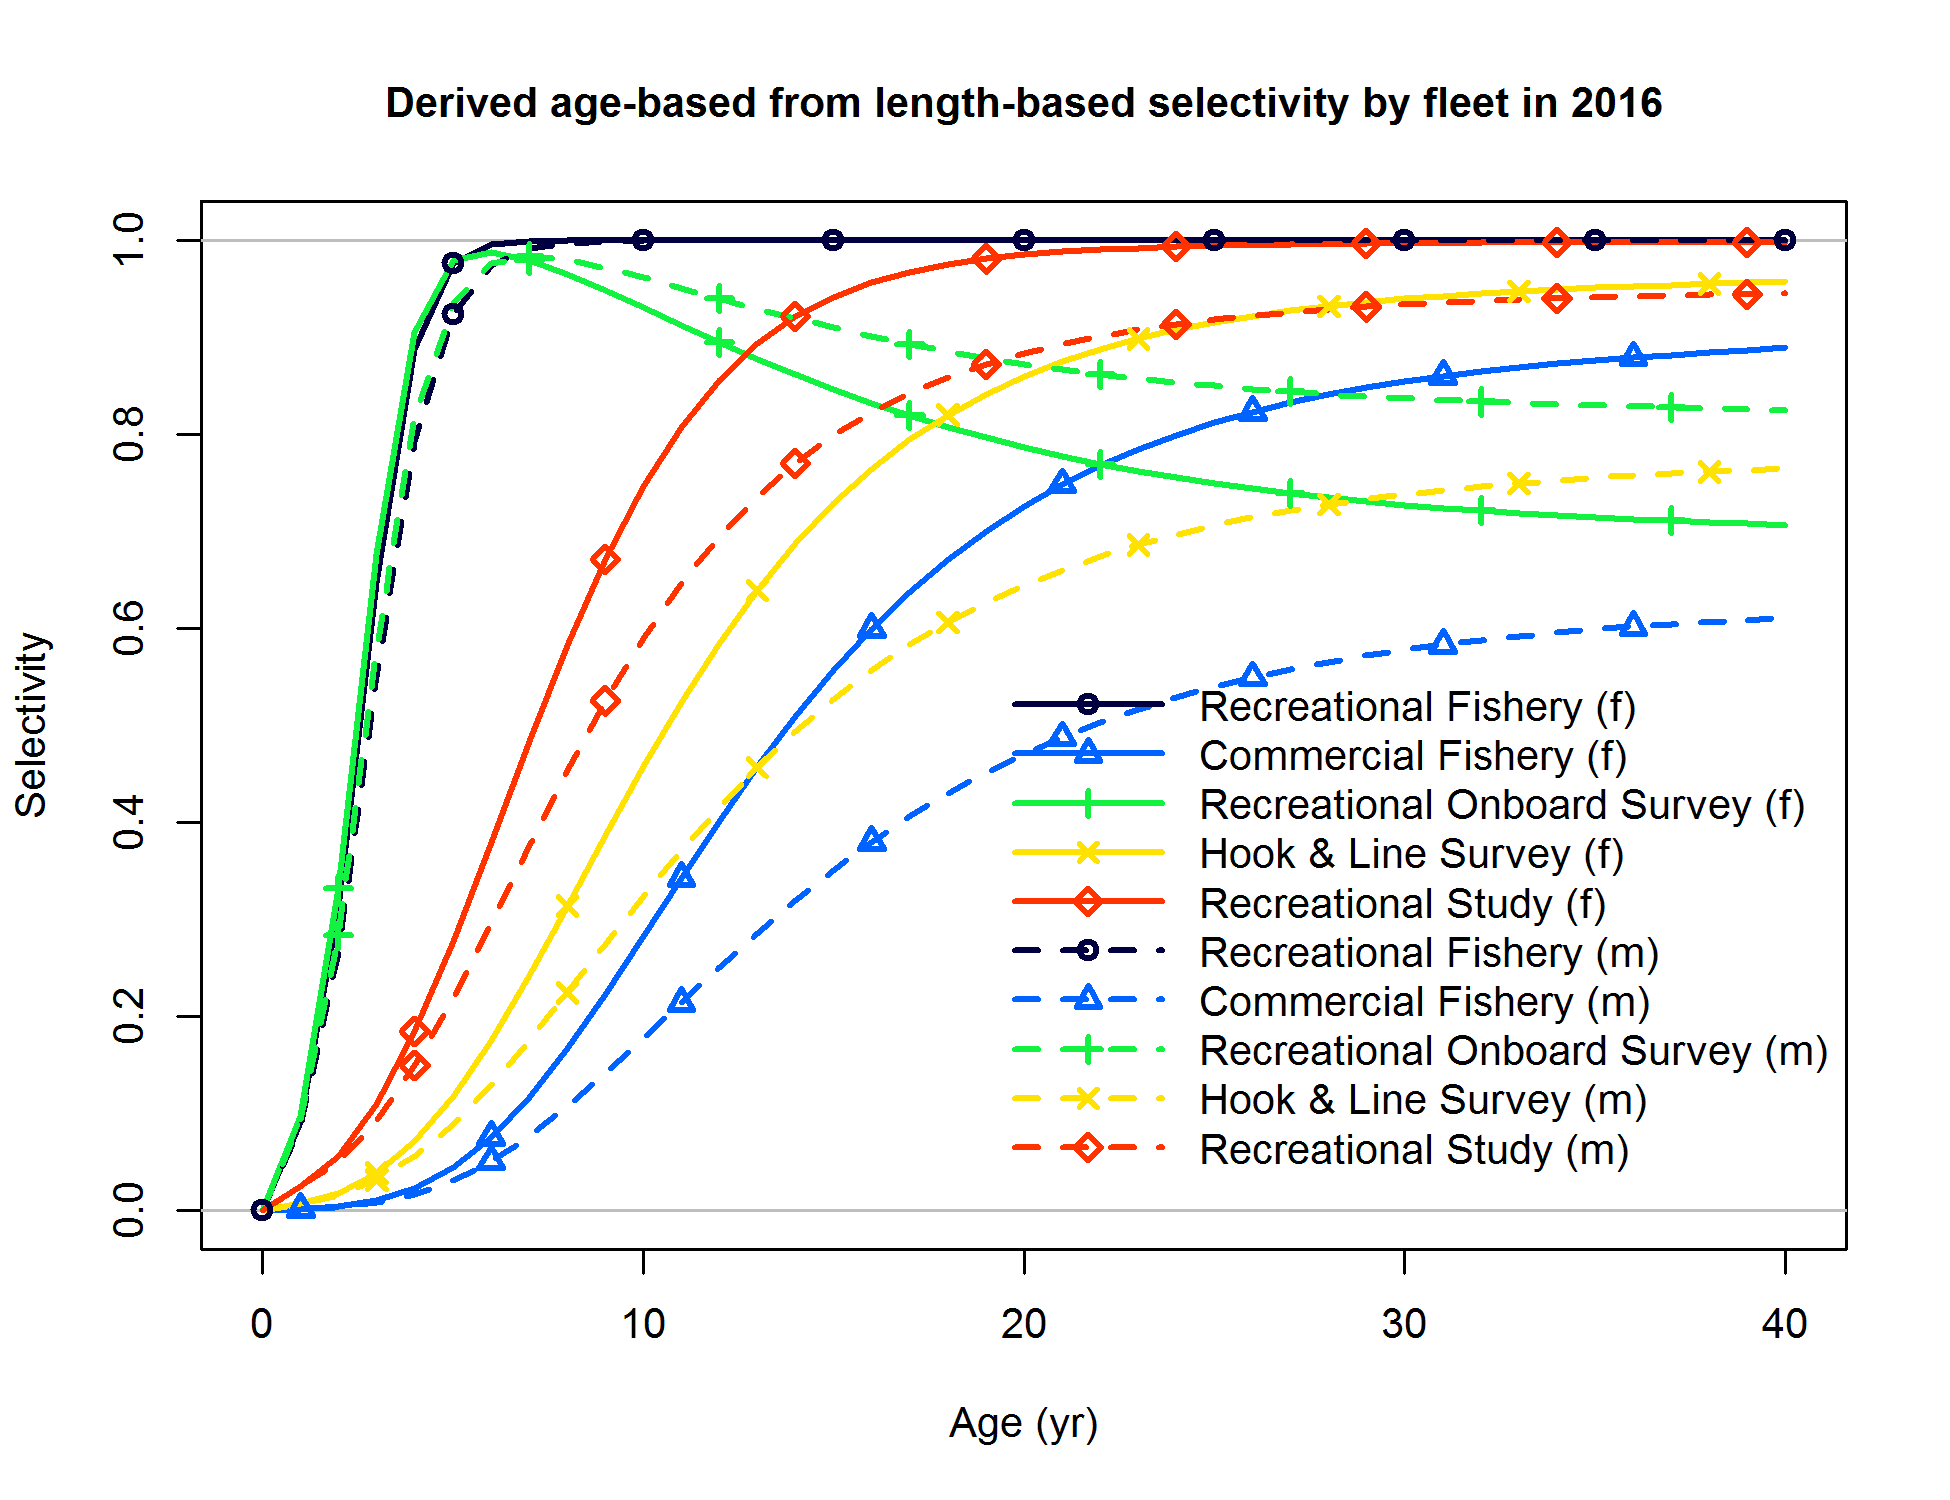 Derived age-based from length-based selectivity by fleet in 2016
Selectivity
1.0
0.8
0.6
0.4
0.2
0.0
Recreational Fishery (f)
Commercial Fishery (f)
Recreational Onboard Survey (f)
Hook & Line Survey (f)
Recreational Study (f)
Recreational Fishery (m)
Commercial Fishery (m)
Recreational Onboard Survey (m)
Hook & Line Survey (m)
Recreational Study (m)
0 10 20 30 40
Age (yr)